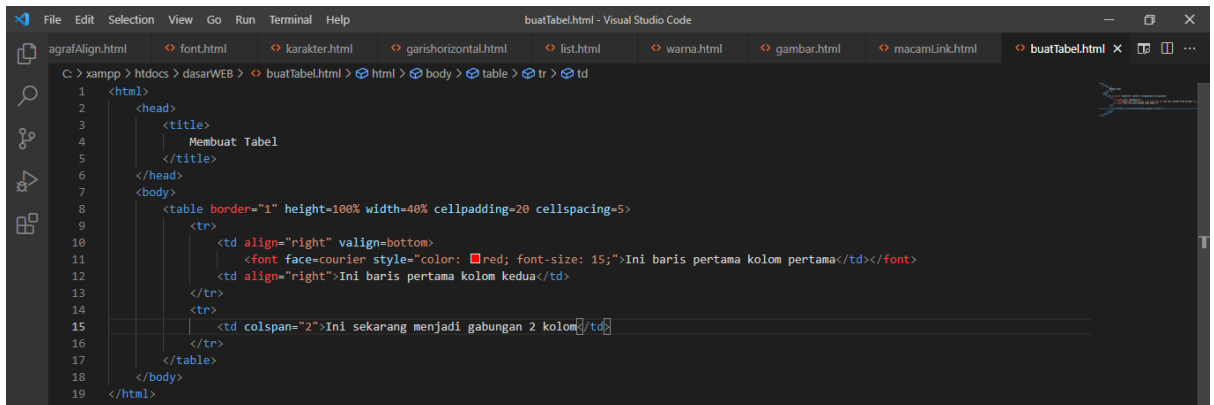 File Edit Selection View Go Run Terminal Help buatTabel.html - Visual Studio Code
agrafAlign.html font.html karakter.html garishorizontal.html list.html warna.html gambar.html macamLink.html buatTabel.html
C: > xampp > htdocs > dasarWEB > buatTabel.html > html > body > table > tr > td
1 <html>
2 <head>
3 <title>
4 Membuat Tabel
5 </title>
6 </head>
7 <body>
8 <table border="1" height=100% width=40% cellpadding=20 cellspacing=5>
9 <tr>
10 <td align="right" valign=bottom>
11 <font face=courier style="color: red; font-size: 15;">Ini baris pertama kolom pertama</td></font>
12 <td align="right">Ini baris pertama kolom kedua</td>
13 </tr>
14 <tr>
15 <td colspan="2">Ini sekarang menjadi gabungan 2 kolom</td>
16 </tr>
17 </table>
18 </body>
19 </html>